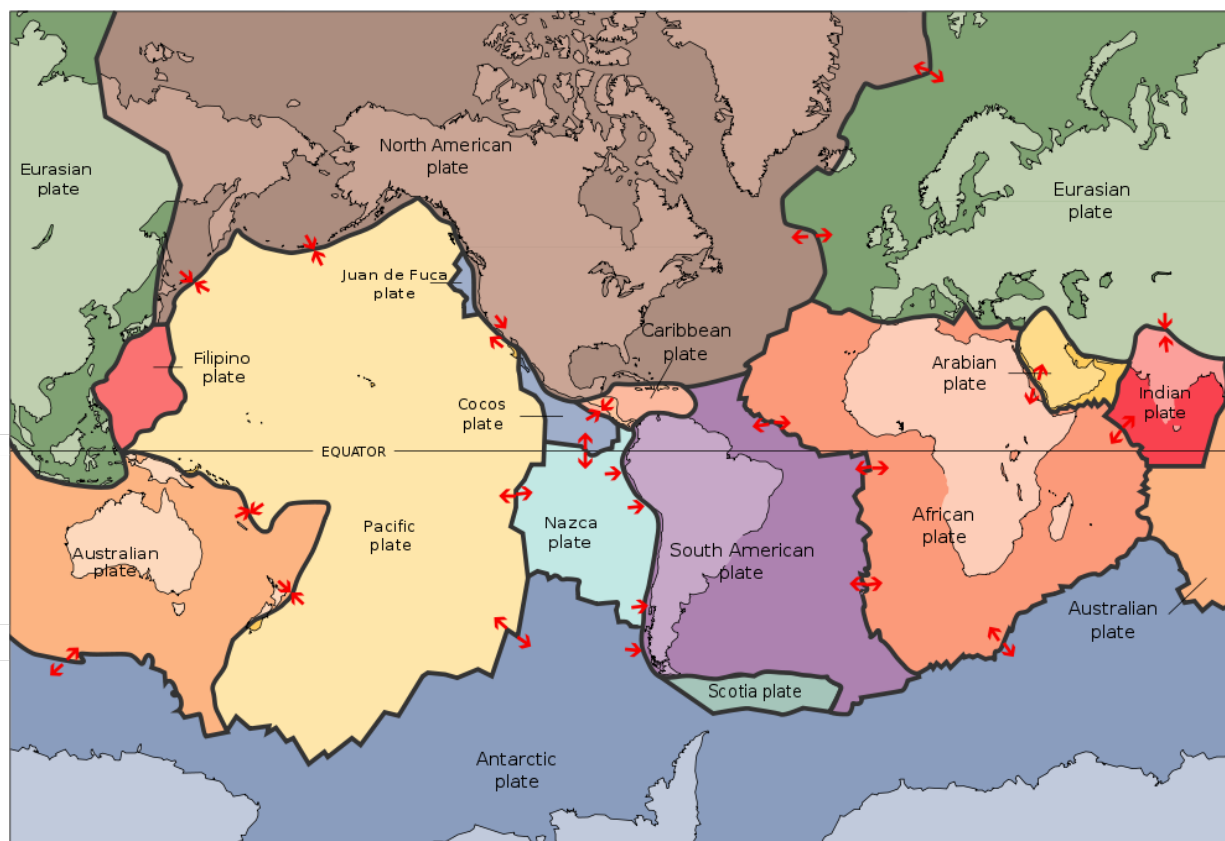 North American
plate
Eurasian
plate
Eurasian
plate
Juan de Fuca
plate
Caribbean
plate
Filipino
plate
Arabian
plate
Indian
plate
Cocos
plate
EQUATOR
Pacific
plate
Nazca
plate
African
plate
Australian
plate
South American
plate
Australian
plate
Scotia plate
Antarctic
plate